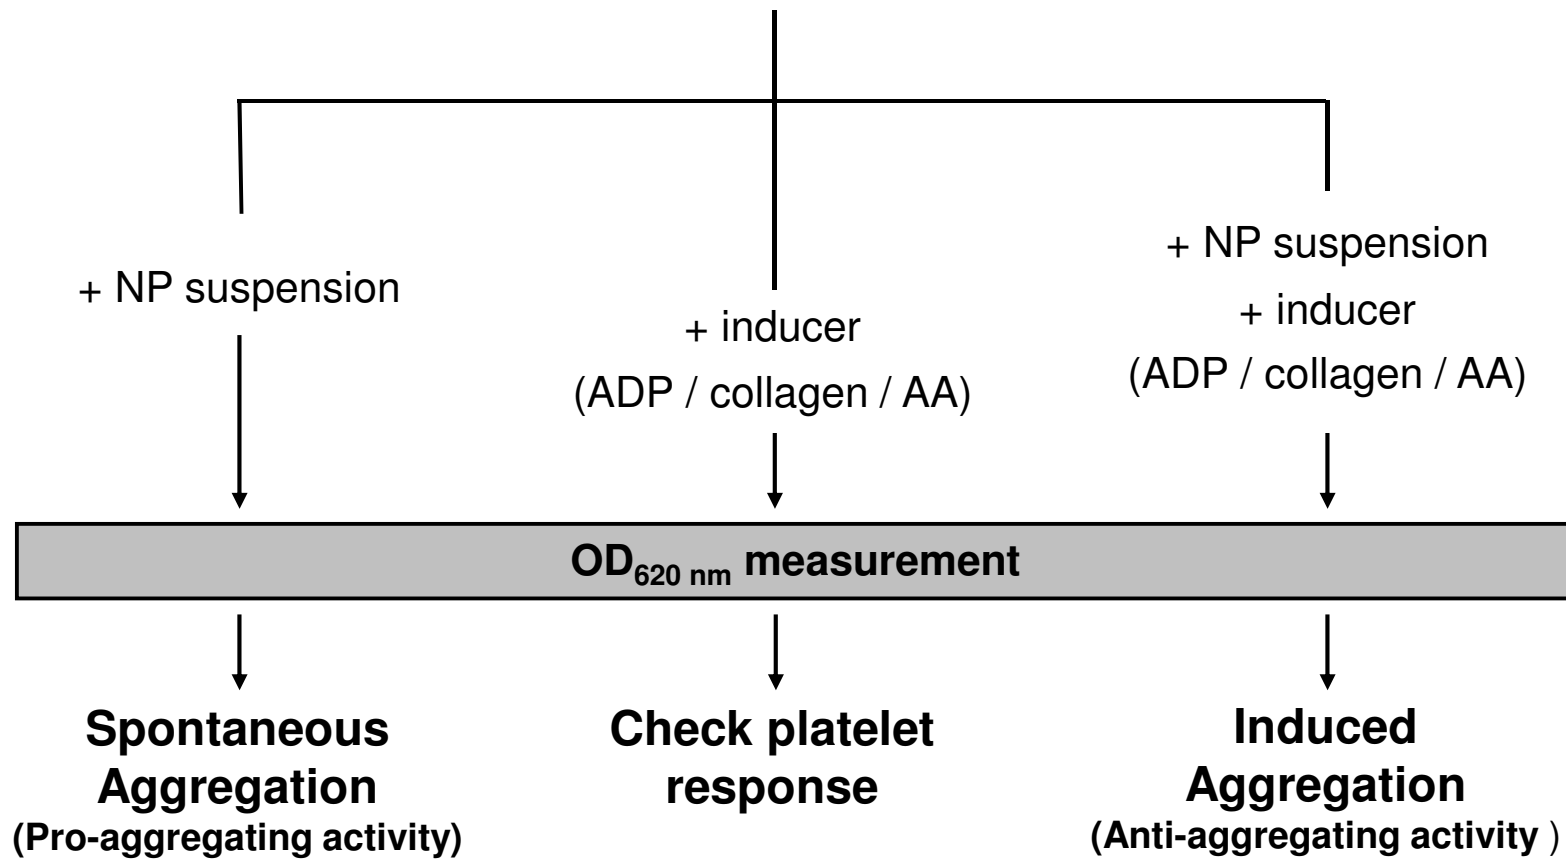 + NP suspension
+ inducer
(ADP / collagen / AA)
+ NP suspension
+ inducer
(ADP / collagen / AA)
OD620 nm measurement
Spontaneous
Aggregation
(Pro-aggregating activity)
Check platelet
response
Induced
Aggregation
(Anti-aggregating activity )